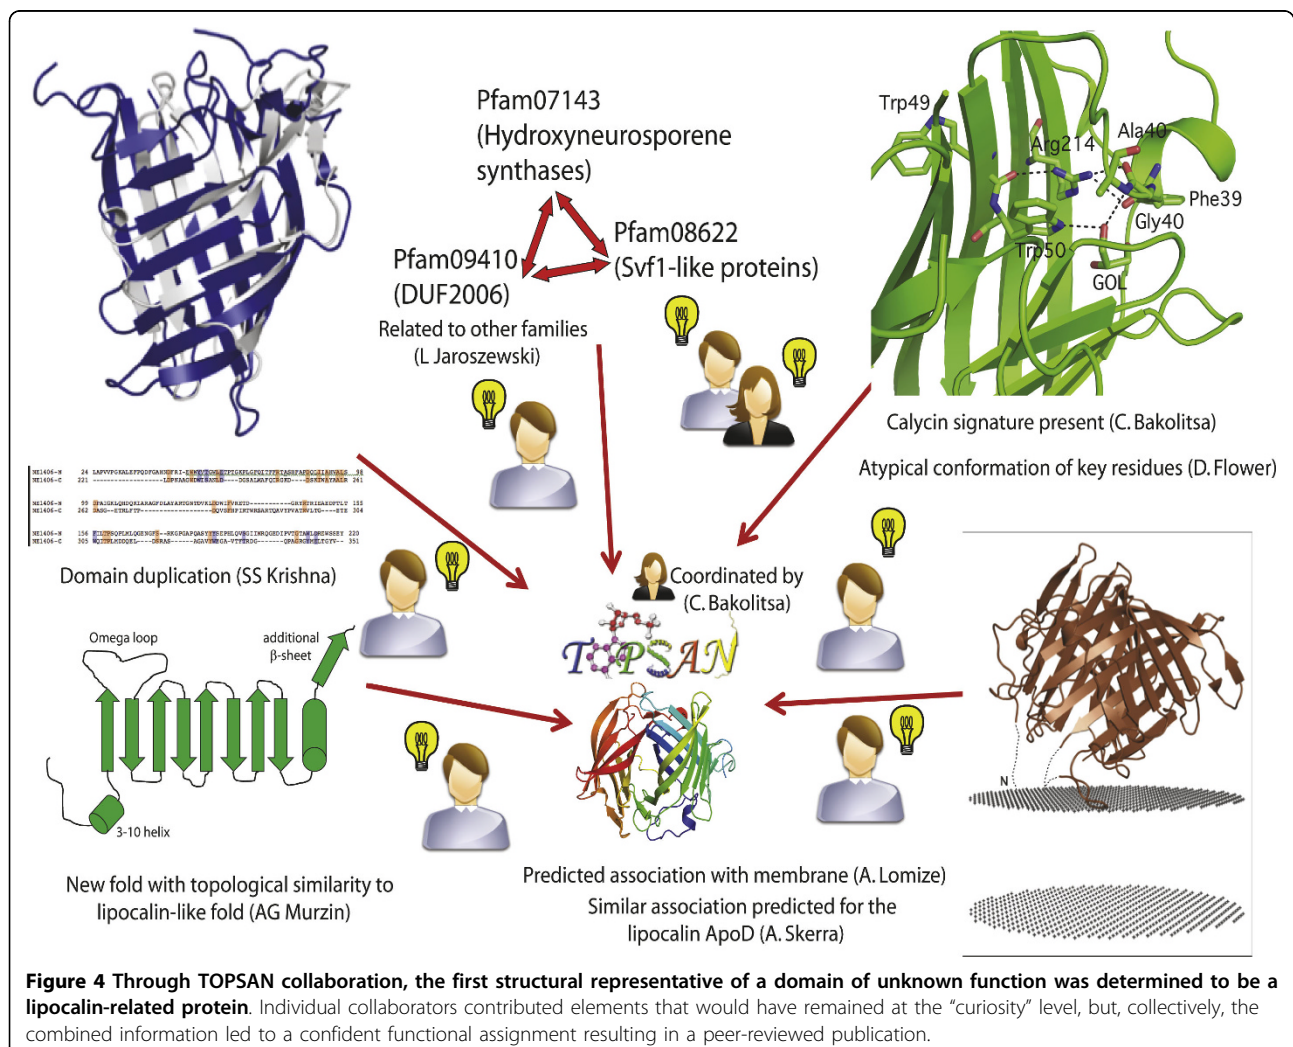 Pfam07143
(Hydroxyneurosporene
synthases)
Pfam08622
(Svf1-like proteins)
Pfam09410
(DUF2006)
Related to other families
(L Jaroszewski)
Trp49
Ala40
Arg214
Phe39
Gly40
Trp50
GOL
Calycin signature present (C. Bakolitsa)
Atypical conformation of key residues (D. Flower)
Domain duplication (SS Krishna)
Coordinated by
(C. Bakolitsa)
TOPSAN
Omega loop
additional
β-sheet
3-10 helix
N
New fold with topological similarity to
lipocalin-like fold (AG Murzin)
Predicted association with membrane (A. Lomize)
Similar association predicted for the
lipocalin ApoD (A. Skerra)
Figure 4 Through TOPSAN collaboration, the first structural representative of a domain of unknown function was determined to be a
lipocalin-related protein. Individual collaborators contributed elements that would have remained at the “curiosity” level, but, collectively, the
combined information led to a confident functional assignment resulting in a peer-reviewed publication.